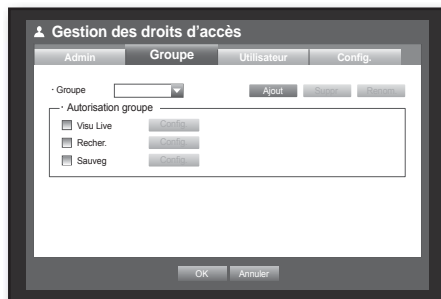 Gestion des droits d'accès
Admin Groupe Utilisateur Config.
· Groupe Ajout Suppr. Renom.
· Autorisation groupe
Visu Live Config
Recher. Config
Sauveg Config
OK Annuler